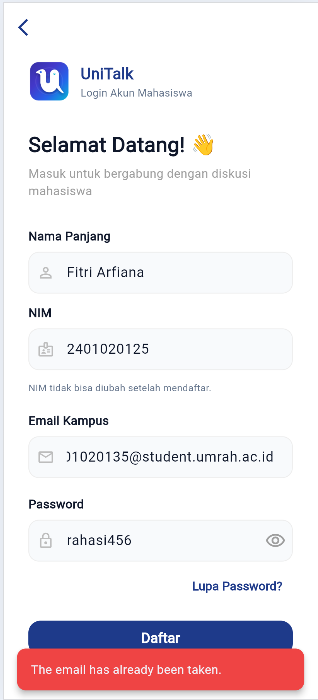 UniTalk
Login Akun Mahasiswa
Selamat Datang! 👋
Masuk untuk bergabung dengan diskusi
mahasiswa
Nama Panjang
Fitri Arfiana
NIM
2401020125
NIM tidak bisa diubah setelah mendaftar.
Email Kampus
01020135@student.umrah.ac.id
Password
rahasi456
Lupa Password?
Daftar
The email has already been taken.